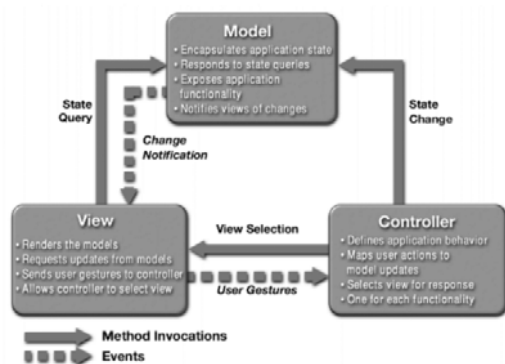 Model
• Encapsulates application state
• Responds to state queries
• Exposes application
functionality
• Notifies views of changes
State
Query
State
Change
Change
Notification
View
• Renders the models
• Requests updates from models
• Sends user gestures to controller
• Allows controller to select view
View Selection
User Gestures
Controller
• Defines application behavior
• Maps user actions to
model updates
• Selects view for response
• One for each functionality
Method Invocations
Events